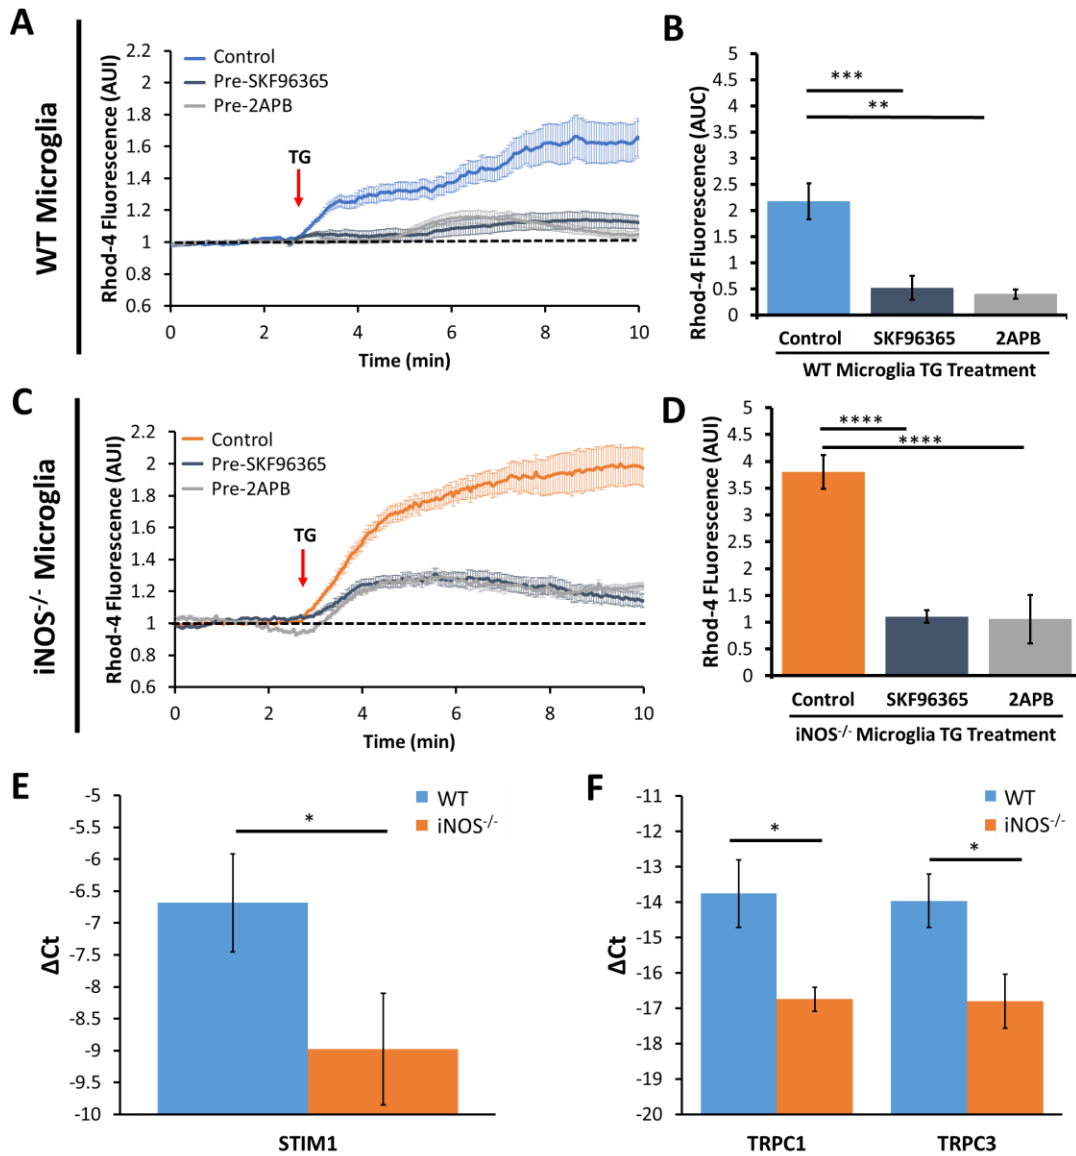 A
WT Microglia
Rhod-4 Fluorescence (AUI)
2.2
2
1.8
1.6
1.4
1.2
1
0.8
0.6
Control
Pre-SKF96365
Pre-2APB
TG
0 2 4 6 8 10
Time (min)
B
Rhod-4 Fluorescence (AUC)
5
4.5
4
3.5
3
2.5
2
1.5
1
0.5
0
***
**
Control SKF96365 2APB
WT Microglia TG Treatment
C
iNOS-/- Microglia
Rhod-4 Fluorescence (AUI)
2.2
2
1.8
1.6
1.4
1.2
1
0.8
0.6
Control
Pre-SKF96365
Pre-2APB
TG
0 2 4 6 8 10
Time (min)
D
Rhod-4 FLuorescence (AUI)
5
4.5
4
3.5
3
2.5
2
1.5
1
0.5
0
****
****
Control SKF96365 2APB
iNOS-/- Microglia TG Treatment
E
ΔCt
-5
-5.5
-6
-6.5
-7
-7.5
-8
-8.5
-9
-9.5
-10
WT
iNOS-/-
*
STIM1
F
ΔCt
-11
-12
-13
-14
-15
-16
-17
-18
-19
-20
WT
iNOS-/-
*
*
TRPC1 TRPC3